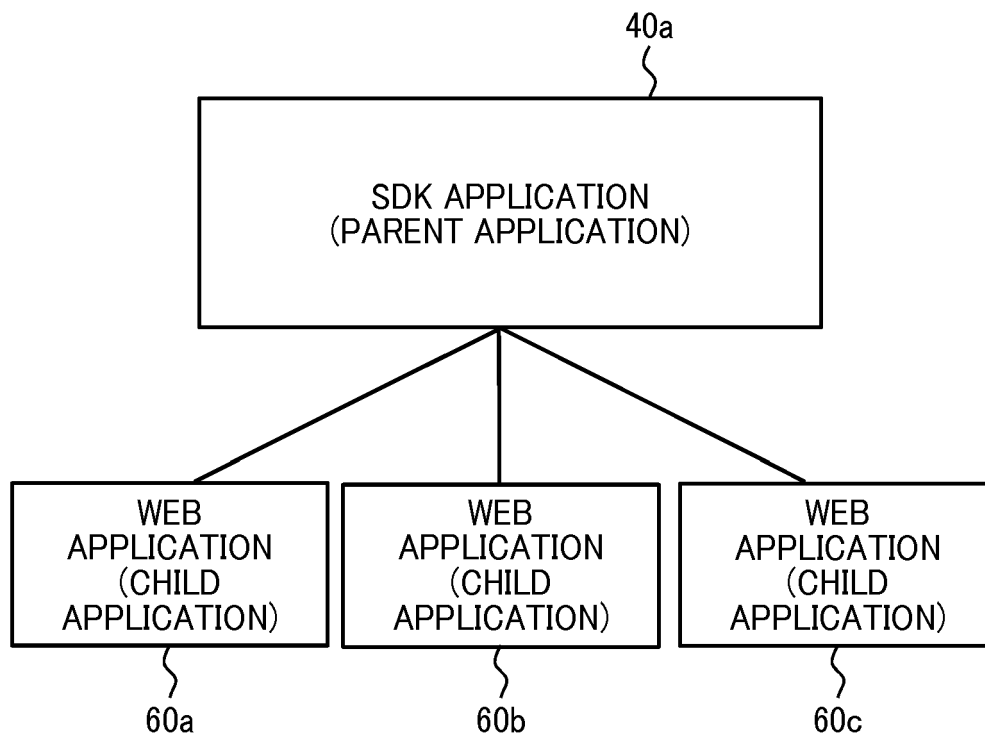 40a
SDK APPLICATION
(PARENT APPLICATION)
WEB
APPLICATION
(CHILD
APPLICATION)
WEB
APPLICATION
(CHILD
APPLICATION)
WEB
APPLICATION
(CHILD
APPLICATION)
60a
60b
60c